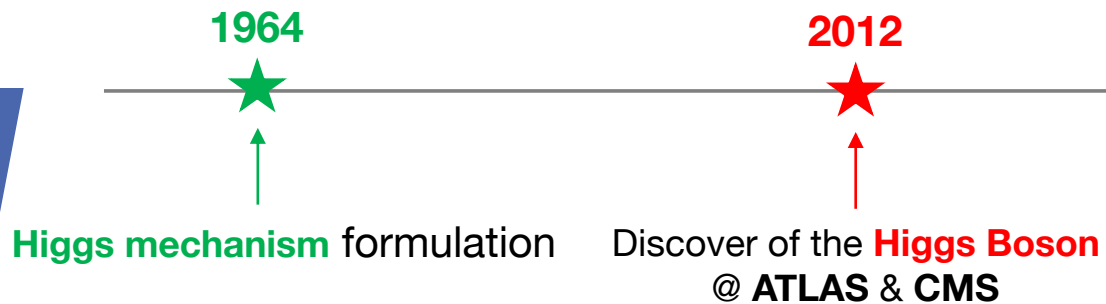 1964
2012
Higgs mechanism formulation
Discover of the Higgs Boson
@ ATLAS & CMS